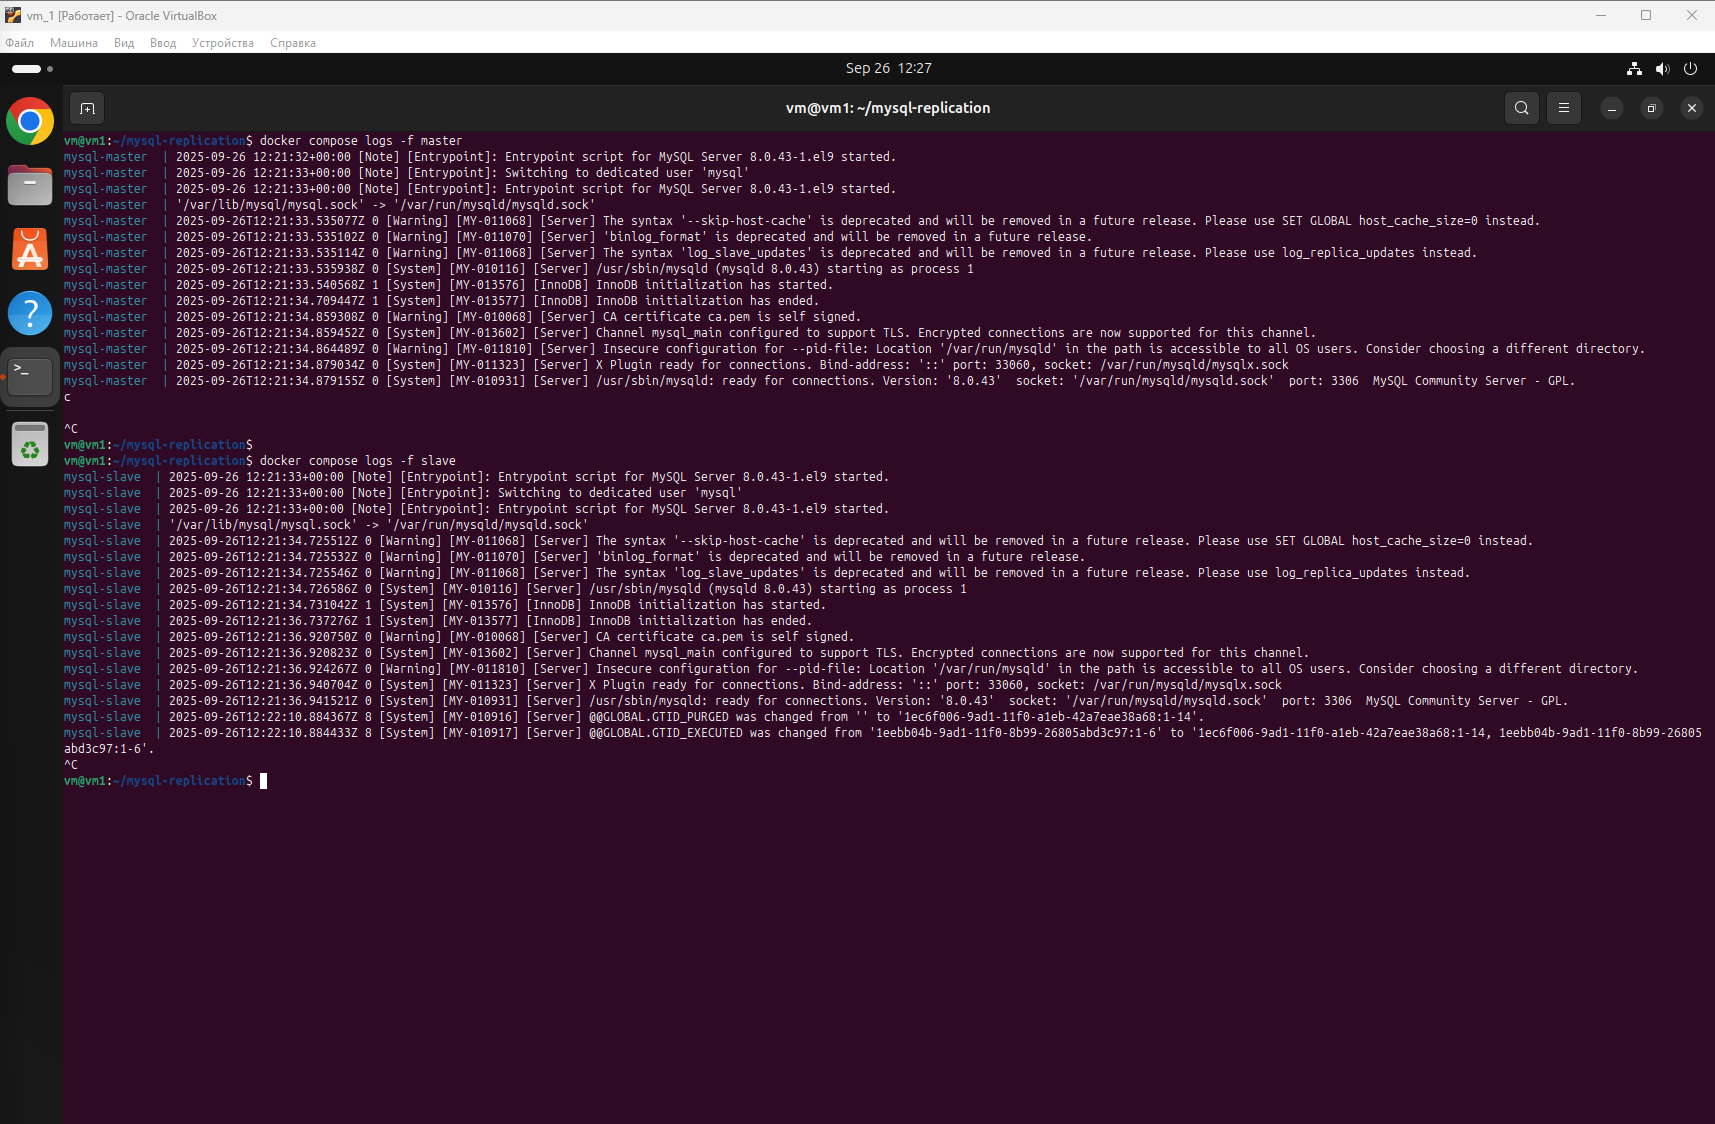 vm_1 [Работает] - Oracle VirtualBox
Файл Машина Вид Ввод Устройства Справка
Sep 26 12:27
vm@vm1: ~/mysql-replication
vm@vm1:~/mysql-replication$ docker compose logs -f master
mysql-master | 2025-09-26 12:21:32+00:00 [Note] [Entrypoint]: Entrypoint script for MySQL Server 8.0.43-1.el9 started.
mysql-master | 2025-09-26 12:21:33+00:00 [Note] [Entrypoint]: Switching to dedicated user 'mysql'
mysql-master | 2025-09-26 12:21:33+00:00 [Note] [Entrypoint]: Entrypoint script for MySQL Server 8.0.43-1.el9 started.
mysql-master | '/var/lib/mysql/mysql.sock' -> '/var/run/mysqld/mysqld.sock'
mysql-master | 2025-09-26T12:21:33.535077Z 0 [Warning] [MY-011068] [Server] The syntax '--skip-host-cache' is deprecated and will be removed in a future release. Please use SET GLOBAL host_cache_size=0 instead.
mysql-master | 2025-09-26T12:21:33.535102Z 0 [Warning] [MY-011070] [Server] 'binlog_format' is deprecated and will be removed in a future release.
mysql-master | 2025-09-26T12:21:33.535114Z 0 [Warning] [MY-011068] [Server] The syntax 'log_slave_updates' is deprecated and will be removed in a future release. Please use log_replica_updates instead.
mysql-master | 2025-09-26T12:21:33.535938Z 0 [System] [MY-010116] [Server] /usr/sbin/mysqld (mysqld 8.0.43) starting as process 1
mysql-master | 2025-09-26T12:21:33.540568Z 1 [System] [MY-013576] [InnoDB] InnoDB initialization has started.
mysql-master | 2025-09-26T12:21:34.709447Z 1 [System] [MY-013577] [InnoDB] InnoDB initialization has ended.
mysql-master | 2025-09-26T12:21:34.859308Z 0 [Warning] [MY-010068] [Server] CA certificate ca.pem is self signed.
mysql-master | 2025-09-26T12:21:34.859452Z 0 [System] [MY-013602] [Server] Channel mysql_main configured to support TLS. Encrypted connections are now supported for this channel.
mysql-master | 2025-09-26T12:21:34.864489Z 0 [Warning] [MY-011810] [Server] Insecure configuration for --pid-file: Location '/var/run/mysqld' in the path is accessible to all OS users. Consider choosing a different directory.
mysql-master | 2025-09-26T12:21:34.879034Z 0 [System] [MY-011323] [Server] X Plugin ready for connections. Bind-address: '::' port: 33060, socket: /var/run/mysqld/mysqlx.sock
mysql-master | 2025-09-26T12:21:34.879155Z 0 [System] [MY-010931] [Server] /usr/sbin/mysqld: ready for connections. Version: '8.0.43'  socket: '/var/run/mysqld/mysqld.sock'  port: 3306  MySQL Community Server - GPL.
c
^C
vm@vm1:~/mysql-replication$
vm@vm1:~/mysql-replication$ docker compose logs -f slave
mysql-slave | 2025-09-26 12:21:33+00:00 [Note] [Entrypoint]: Entrypoint script for MySQL Server 8.0.43-1.el9 started.
mysql-slave | 2025-09-26 12:21:33+00:00 [Note] [Entrypoint]: Switching to dedicated user 'mysql'
mysql-slave | 2025-09-26 12:21:33+00:00 [Note] [Entrypoint]: Entrypoint script for MySQL Server 8.0.43-1.el9 started.
mysql-slave | '/var/lib/mysql/mysql.sock' -> '/var/run/mysqld/mysqld.sock'
mysql-slave | 2025-09-26T12:21:34.725512Z 0 [Warning] [MY-011068] [Server] The syntax '--skip-host-cache' is deprecated and will be removed in a future release. Please use SET GLOBAL host_cache_size=0 instead.
mysql-slave | 2025-09-26T12:21:34.725532Z 0 [Warning] [MY-011070] [Server] 'binlog_format' is deprecated and will be removed in a future release.
mysql-slave | 2025-09-26T12:21:34.725546Z 0 [Warning] [MY-011068] [Server] The syntax 'log_slave_updates' is deprecated and will be removed in a future release. Please use log_replica_updates instead.
mysql-slave | 2025-09-26T12:21:34.726586Z 0 [System] [MY-010116] [Server] /usr/sbin/mysqld (mysqld 8.0.43) starting as process 1
mysql-slave | 2025-09-26T12:21:34.731042Z 1 [System] [MY-013576] [InnoDB] InnoDB initialization has started.
mysql-slave | 2025-09-26T12:21:36.737276Z 1 [System] [MY-013577] [InnoDB] InnoDB initialization has ended.
mysql-slave | 2025-09-26T12:21:36.920750Z 0 [Warning] [MY-010068] [Server] CA certificate ca.pem is self signed.
mysql-slave | 2025-09-26T12:21:36.920823Z 0 [System] [MY-013602] [Server] Channel mysql_main configured to support TLS. Encrypted connections are now supported for this channel.
mysql-slave | 2025-09-26T12:21:36.924267Z 0 [Warning] [MY-011810] [Server] Insecure configuration for --pid-file: Location '/var/run/mysqld' in the path is accessible to all OS users. Consider choosing a different directory.
mysql-slave | 2025-09-26T12:21:36.940704Z 0 [System] [MY-011323] [Server] X Plugin ready for connections. Bind-address: '::' port: 33060, socket: /var/run/mysqld/mysqlx.sock
mysql-slave | 2025-09-26T12:21:36.941521Z 0 [System] [MY-010931] [Server] /usr/sbin/mysqld: ready for connections. Version: '8.0.43'  socket: '/var/run/mysqld/mysqld.sock'  port: 3306  MySQL Community Server - GPL.
mysql-slave | 2025-09-26T12:22:10.884367Z 8 [System] [MY-010916] [Server] @@GLOBAL.GTID_PURGED was changed from '' to '1ec6f006-9ad1-11f0-a1eb-42a7eae38a68:1-14'.
mysql-slave | 2025-09-26T12:22:10.884433Z 8 [System] [MY-010917] [Server] @@GLOBAL.GTID_EXECUTED was changed from '1eebb04b-9ad1-11f0-8b99-26805abd3c97:1-6' to '1ec6f006-9ad1-11f0-a1eb-42a7eae38a68:1-14, 1eebb04b-9ad1-11f0-8b99-26805
abd3c97:1-6'.
^C
vm@vm1:~/mysql-replication$